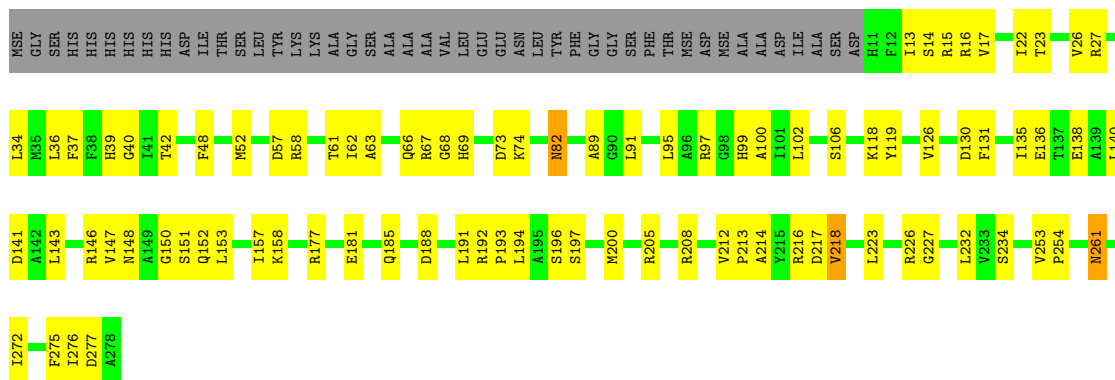 MSE GLY SER HIS HIS HIS HIS HIS HIS ASP ILE THR SER LEU TYR LYS LYS ALA GLY SER ALA ALA ALA VAL LEU GLU GLU ASN LEU TYR PHE GLY GLY SER PHE THR MSE ASP MSE ALA ALA ASP ILE ALA SER ASP H11 F12 I13 S14 R15 R16 V17 I22 T23 V26 R27
L34 M35 L36 F37 F38 H39 G40 I41 T42 F48 M52 D57 R58 T61 I62 A63 Q66 R67 G68 H69 D73 K74 N82 A89 G90 L91 L95 A96 R97 G98 H99 A100 I101 L102 S106 K118 Y119 V126 D130 F131 I135 E136 T137 E138 A139 L140
D141 A142 L143 R146 V147 N148 A149 G150 S151 Q152 L153 I157 K158 R177 E181 Q185 D188 L191 R192 P193 L194 A195 S196 S197 M200 R205 R208 V212 P213 A214 Y215 R216 D217 V218 L223 R226 G227 L232 V233 S234 V253 P254 N261
I272 F275 I276 D277 A278